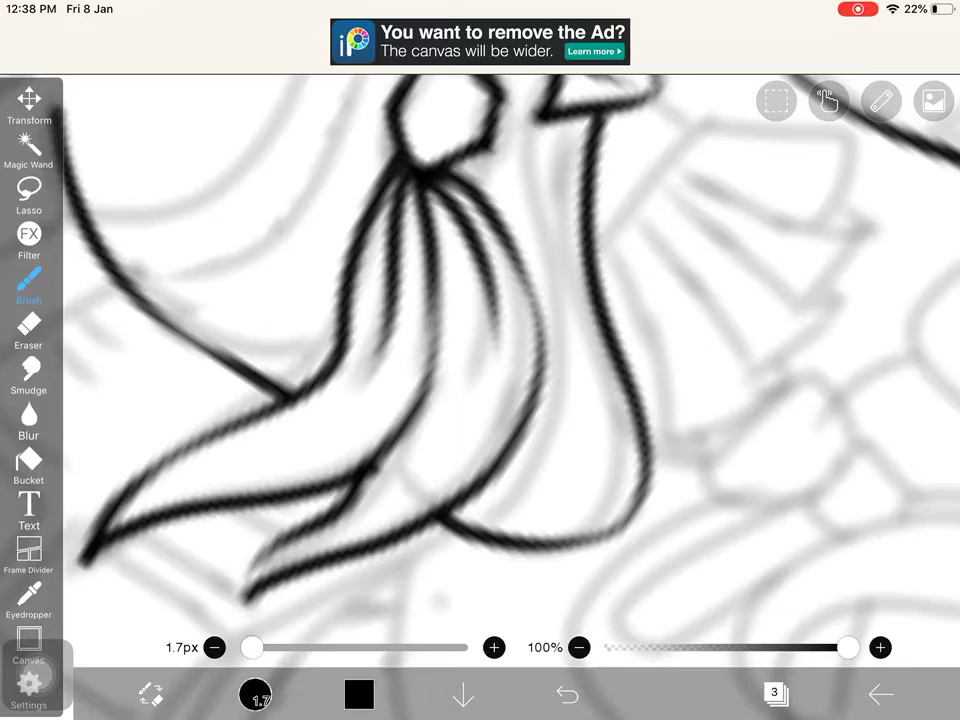 12:38 PM Fri 8 Jan
22%
iP
You want to remove the Ad?
The canvas will be wider.
Learn more
Transform
Magic Wand
Lasso
FX
Filter
Brush
Eraser
Smudge
Blur
Bucket
T
Text
Frame Divider
Eyedropper
Canvas
Settings
1.7px
100%
1.7
3